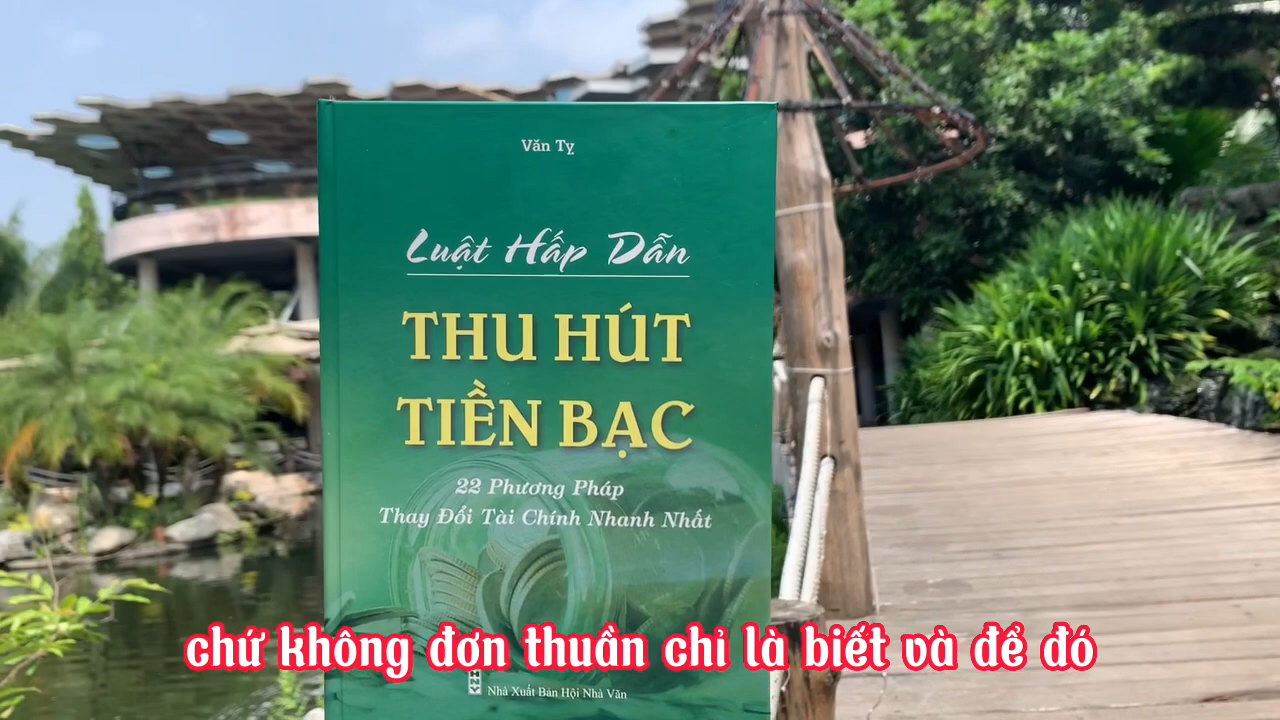 Văn Tỵ
Luật Hấp Dẫn
THU HÚT
TIỀN BẠC
22 Phương Pháp
Thay Đổi Tài Chính Nhanh Nhất
chứ không đơn thuần chỉ là biết và để đó
Nhà Xuất Bản Hội Nhà Văn